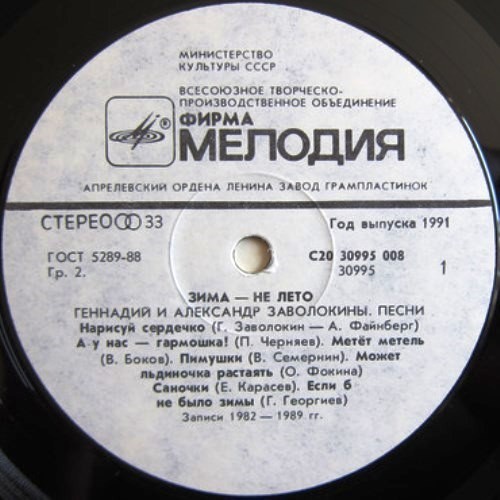 МИНИСТЕРСТВО
КУЛЬТУРЫ СССР
ВСЕСОЮЗНОЕ ТВОРЧЕСКО-
ПРОИЗВОДСТВЕННОЕ ОБЪЕДИНЕНИЕ
ФИРМА
МЕЛОДИЯ
АПРЕЛЕВСКИЙ ОРДЕНА ЛЕНИНА ЗАВОД ГРАМПЛАСТИНОК
СТЕРЕО 33
Год выпуска 1991
ГОСТ 5289-88
Гр. 2.
С20 30995 008
30995
1
ЗИМА — НЕ ЛЕТО
ГЕННАДИЙ И АЛЕКСАНДР ЗАВОЛОКИНЫ. ПЕСНИ
Нарисуй сердечко (Г. Заволокин — А. Файнберг)
А у нас — гармошка! (П. Черняев). Метёт метель
(В. Боков). Пимушки (В. Семернин). Может
льдиночка растаять (О. Фокина)
Саночки (Е. Карасев). Если б
не было зимы (Г. Георгиев)
Записи 1982 — 1989 гг.